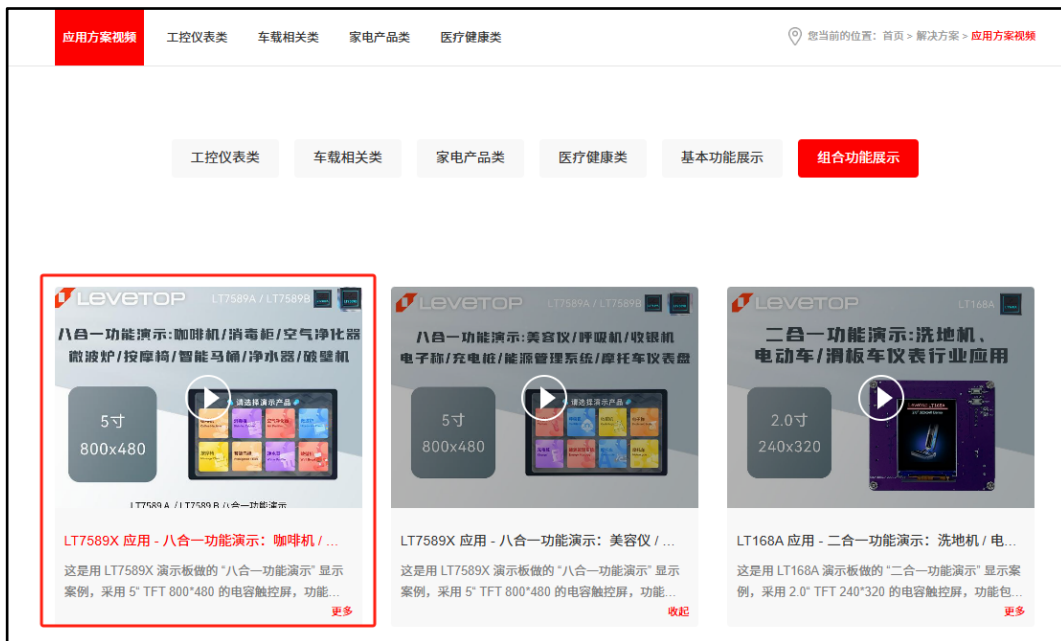 应用方案视频 工控仪表类 车载相关类 家电产品类 医疗健康类 您当前的位置：首页 > 解决方案 > 应用方案视频
工控仪表类 车载相关类 家电产品类 医疗健康类 基本功能展示 组合功能展示
LEVETOP LT7589A / LT7589B
八合一功能演示:咖啡机/消毒柜/空气净化器
微波炉/按摩椅/智能马桶/净水器/破壁机
5寸
800x480
请选择演示产品
LT7589A / LT7589B 八合一功能演示
LT7589X 应用 - 八合一功能演示：咖啡机 / ...
这是用 LT7589X 演示板做的 “八合一功能演示” 显示
案例，采用 5" TFT 800*480 的电容触控屏，功能...
更多
LEVETOP LT7589A / LT7589B
八合一功能演示:美容仪/呼吸机/收银机
电子称/充电桩/能源管理系统/摩托车仪表盘
5寸
800x480
请选择演示产品
LT7589X 应用 - 八合一功能演示：美容仪 / ...
这是用 LT7589X 演示板做的 “八合一功能演示” 显示
案例，采用 5" TFT 800*480 的电容触控屏，功能...
收起
LEVETOP LT168A
二合一功能演示:洗地机、
电动车/滑板车仪表行业应用
2.0寸
240x320
LT168A 应用 - 二合一功能演示：洗地机 / 电...
这是用 LT168A 演示板做的 “二合一功能演示” 显示案
例，采用 2.0" TFT 240*320 的电容触控屏，功能包...
更多